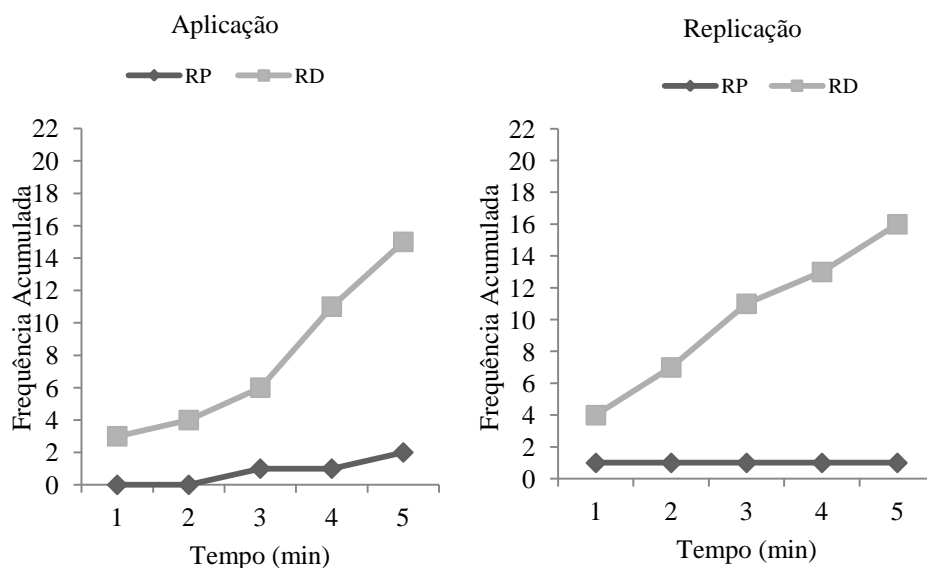 Aplicação
RP RD
Frequência Acumulada
22
20
18
16
14
12
10
8
6
4
2
0
1 2 3 4 5
Tempo (min)
Replicação
RP RD
Frequência Acumulada
22
20
18
16
14
12
10
8
6
4
2
0
1 2 3 4 5
Tempo (min)